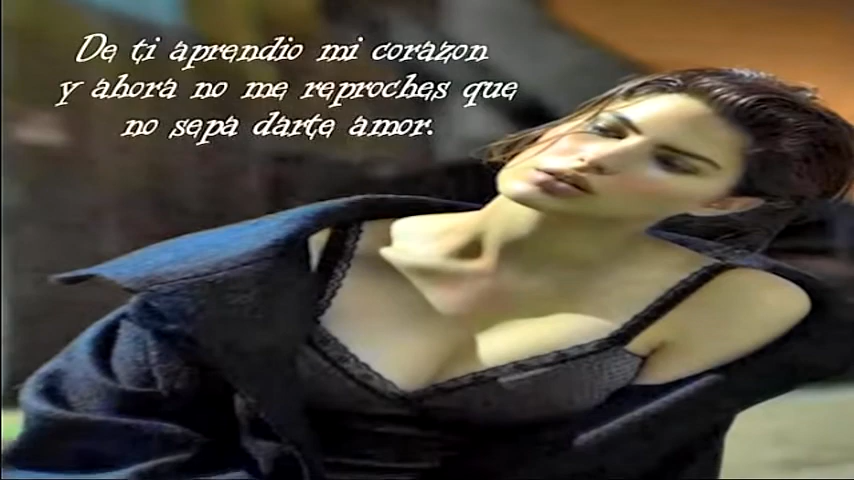 De ti aprendio mi corazon
y ahora no me reproches que
no sepa darte amor.